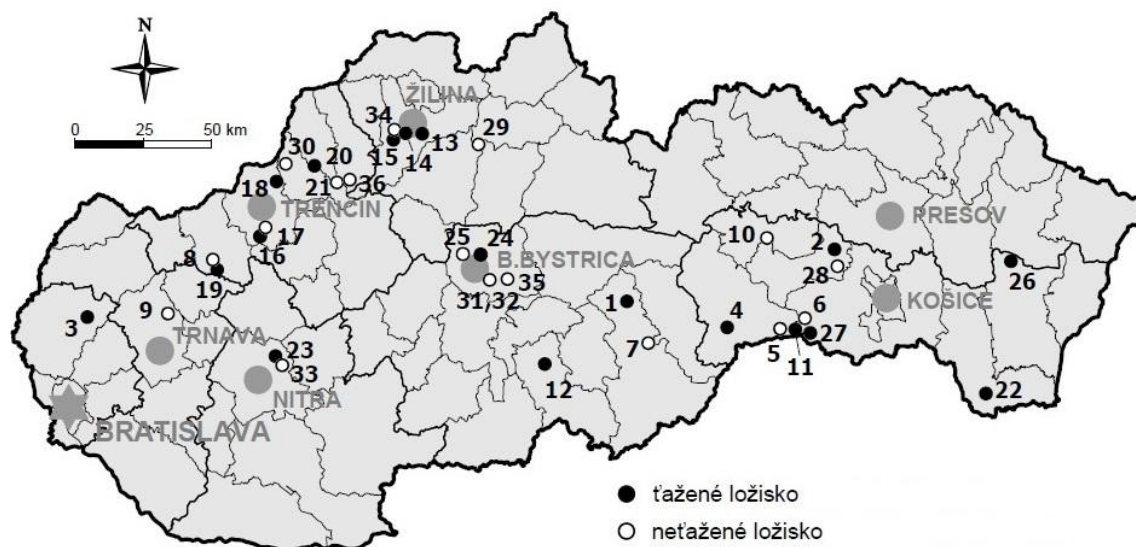 N
0 25 50 km
ŽILINA
34
29
13
15
14
30
20
21
36
18
TRENČÍN
17
16
8
19
25
24
B.BYSTRICA
35
31,32
10
2
28
PREŠOV
26
KOŠICE
1
4
6
5
27
11
7
12
9
3
TRNAVA
23
33
NITRA
22
BRATISLAVA
ťažené ložisko
neťažené ložisko